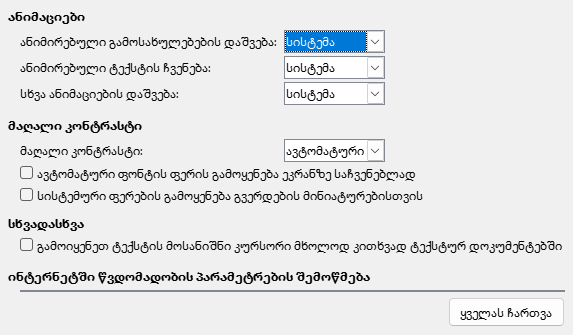 ანიმაციები
ანიმირებული გამოსახულებების დაშვება: სისტემა
ანიმირებული ტექსტის ჩვენება: სისტემა
სხვა ანიმაციების დაშვება: სისტემა
მაღალი კონტრასტი
მაღალი კონტრასტი: ავტომატური
ავტომატური ფონტის ფერის გამოყენება ეკრანზე საჩვენებლად
სისტემური ფერების გამოყენება გვერდების მინიატურებისთვის
სხვადასხვა
გამოიყენეთ ტექსტის მოსანიშნი კურსორი მხოლოდ კითხვად ტექსტურ დოკუმენტებში
ინტერნეტში წვდომადობის პარამეტრების შემოწმება
ყველას ჩართვა